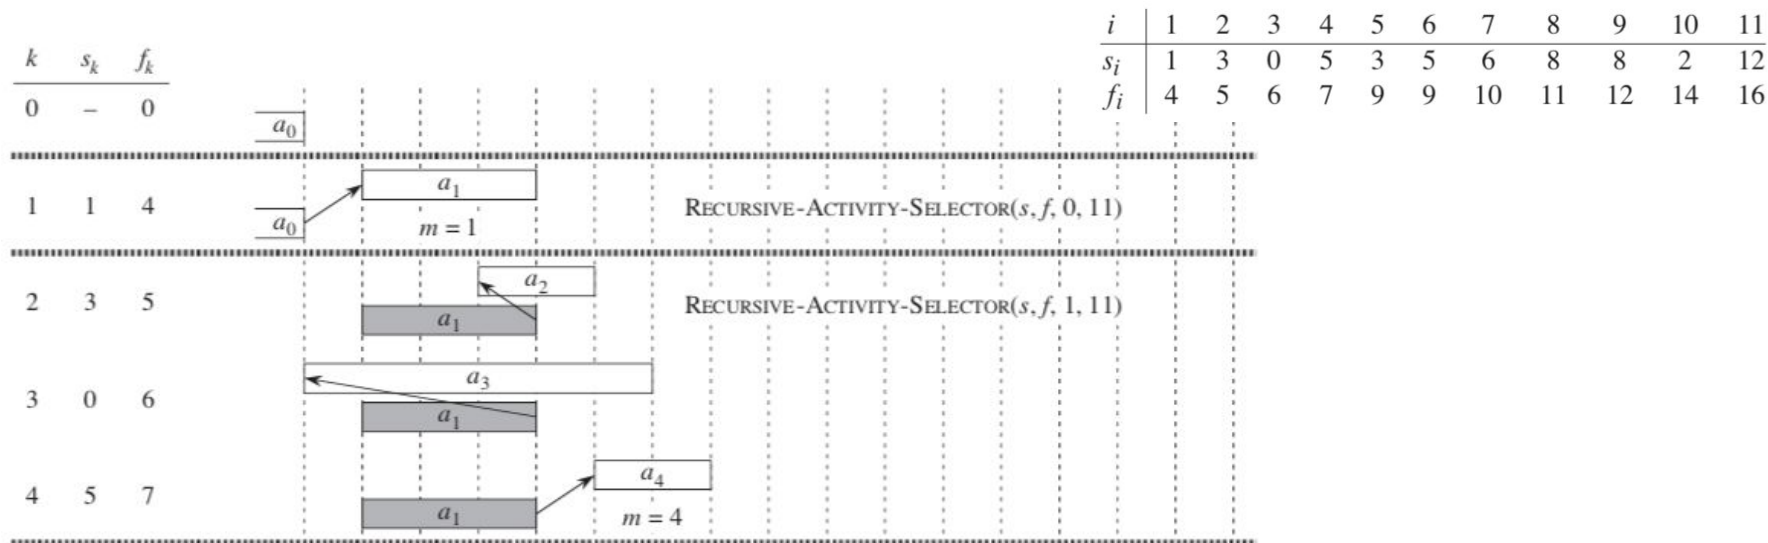 i 1 2 3 4 5 6 7 8 9 10 11
s_i 1 3 0 5 3 5 6 8 8 2 12
f_i 4 5 6 7 9 9 10 11 12 14 16
k s_k f_k
0 – 0
a_0
a_1
1 1 4 RECURSIVE-ACTIVITY-SELECTOR(s, f, 0, 11)
a_0 m = 1
a_2
2 3 5 RECURSIVE-ACTIVITY-SELECTOR(s, f, 1, 11)
a_1
a_3
3 0 6
a_1
a_4
4 5 7
a_1 m = 4